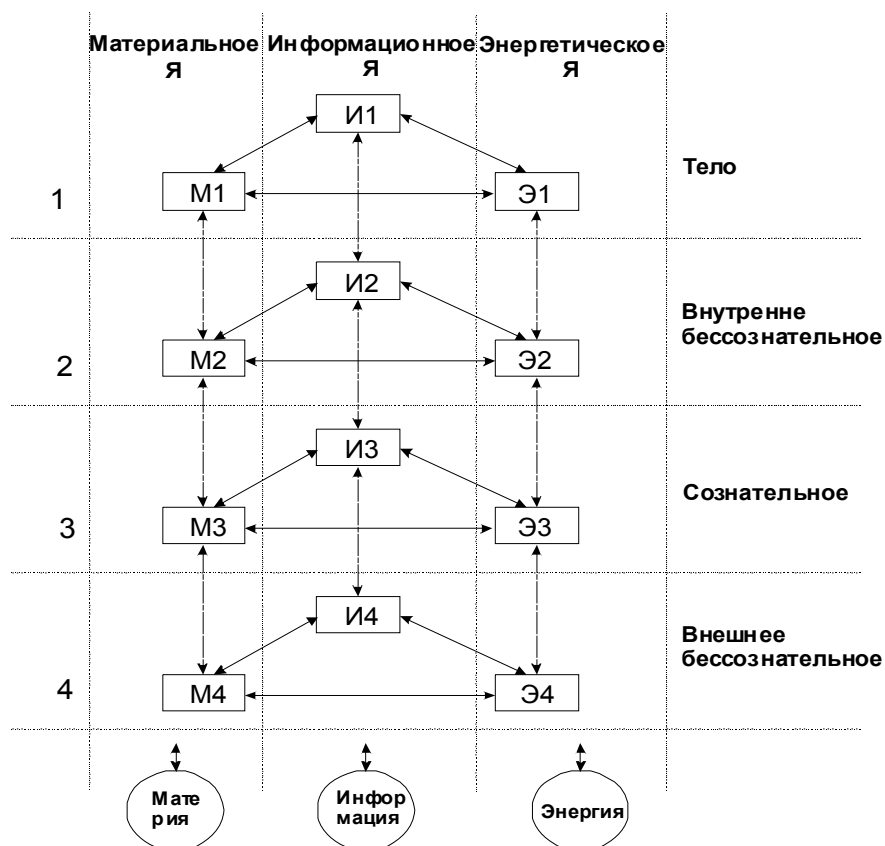 Материальное Информационное Энергетическое
Я Я Я
И1
Тело
1 М1 Э1
И2
Внутренне
бессознательное
2 М2 Э2
И3
Сознательное
3 М3 Э3
И4
Внешнее
бессознательное
4 М4 Э4
Мате Инфор Энергия
рия мация